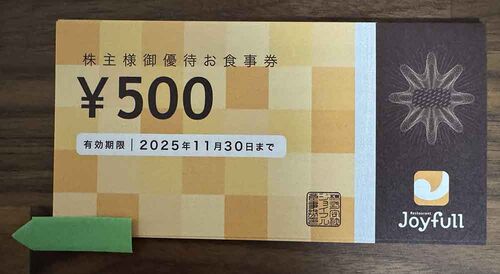 株主様御優待お食事券
¥500
有効期限 | 2025年11月30日まで
Restaurant
Joyfull